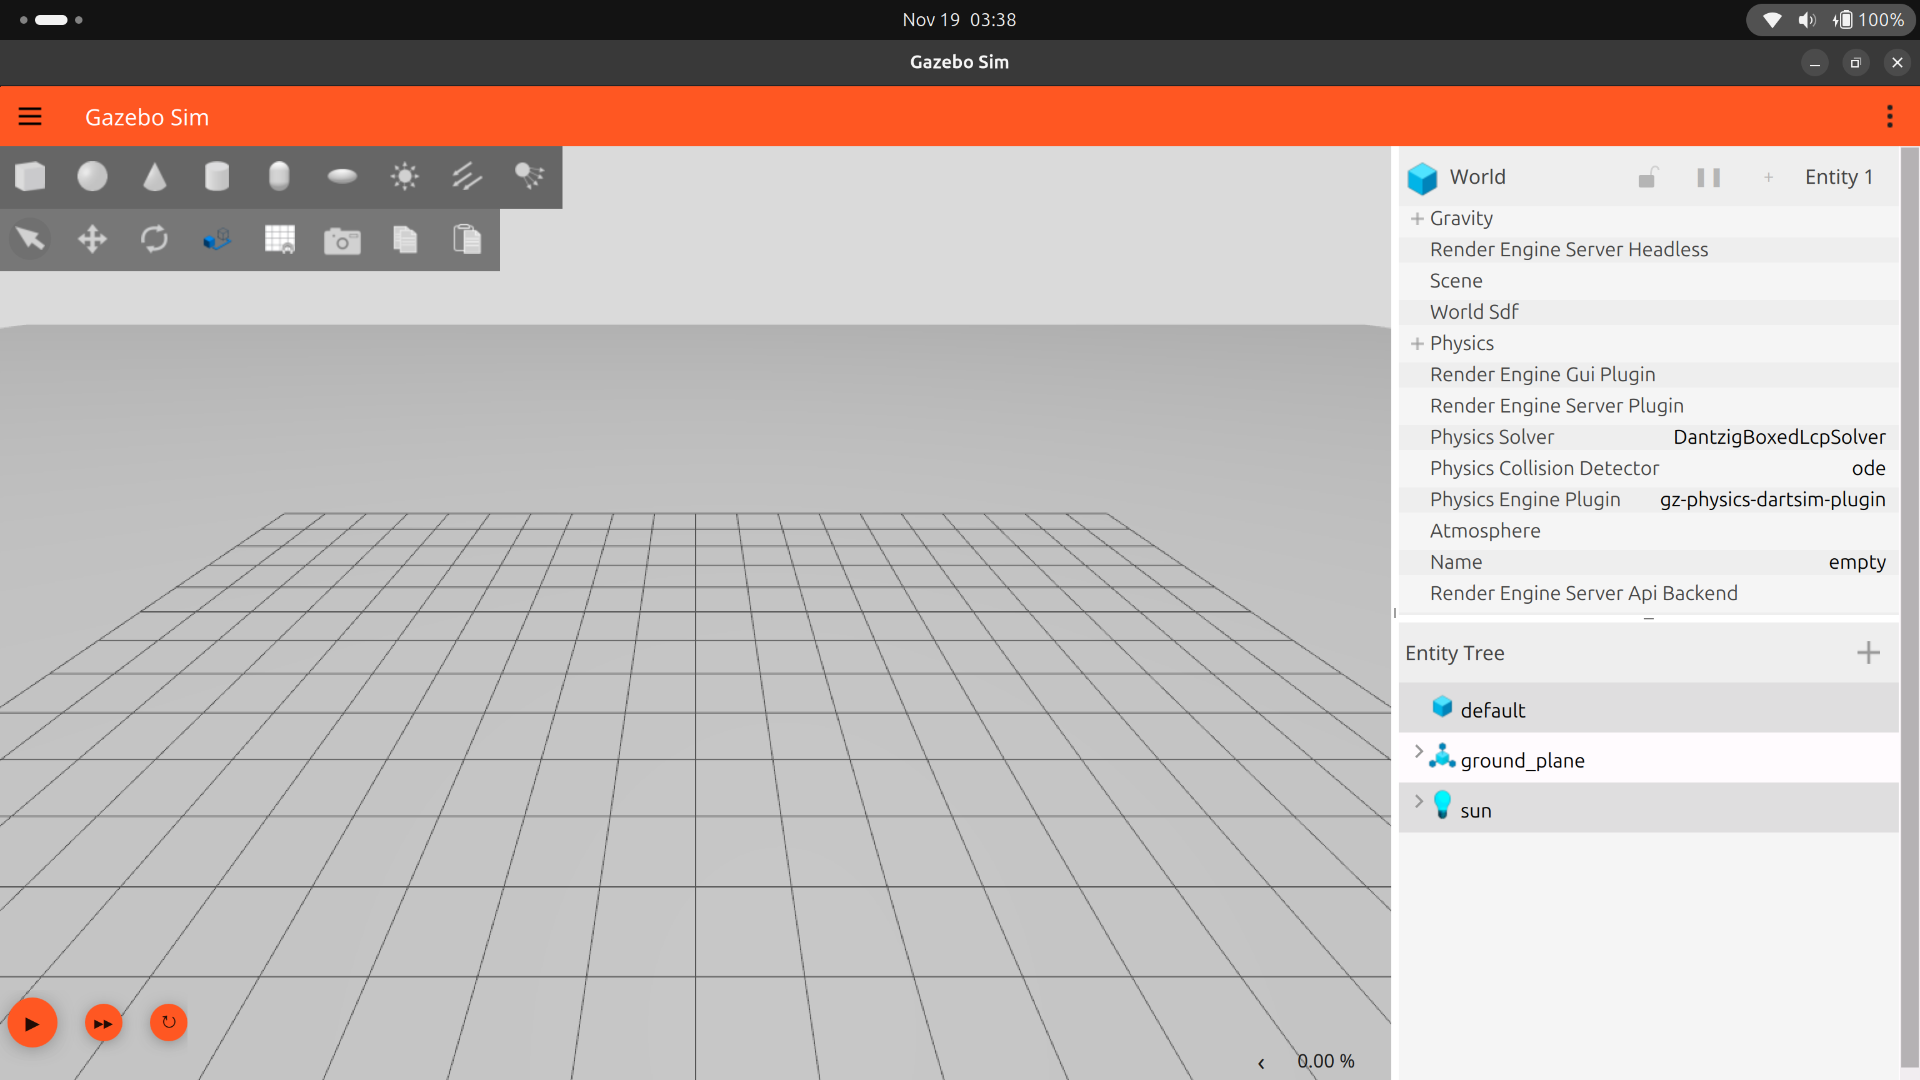 Nov 19 03:38
100%
Gazebo Sim
Gazebo Sim
World
Entity 1
Gravity
Render Engine Server Headless
Scene
World Sdf
Physics
Render Engine Gui Plugin
Render Engine Server Plugin
Physics Solver DantzigBoxedLcpSolver
Physics Collision Detector ode
Physics Engine Plugin gz-physics-dartsim-plugin
Atmosphere
Name empty
Render Engine Server Api Backend
Entity Tree
default
ground_plane
sun
0.00 %